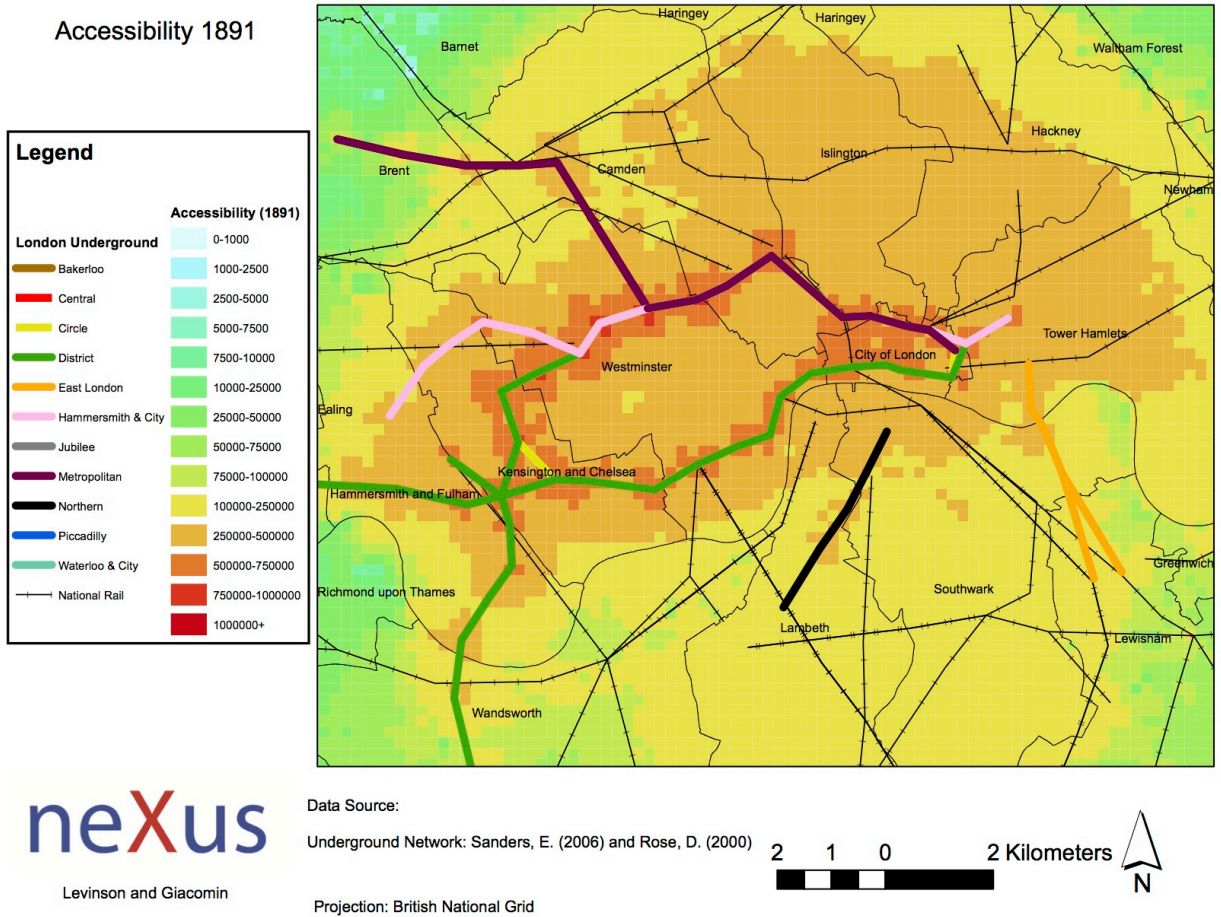 Accessibility 1891
Legend
Accessibility (1891)
London Underground
Bakerloo
Central
Circle
District
East London
Hammersmith & City
Jubilee
Metropolitan
Northern
Piccadilly
Waterloo & City
National Rail
0-1000
1000-2500
2500-5000
5000-7500
7500-10000
10000-25000
25000-50000
50000-75000
75000-100000
100000-250000
250000-500000
500000-750000
750000-1000000
1000000+
Haringey
Haringey
Barnet
Waltham Forest
Hackney
Islington
Brent
Camden
Newham
Tower Hamlets
City of London
Westminster
Ealing
Kensington and Chelsea
Hammersmith and Fulham
Greenwich
Richmond upon Thames
Southwark
Lambeth
Lewisham
Wandsworth
neXus
Levinson and Giacomin
Data Source:
Underground Network: Sanders, E. (2006) and Rose, D. (2000)
Projection: British National Grid
2 1 0 2 Kilometers
N